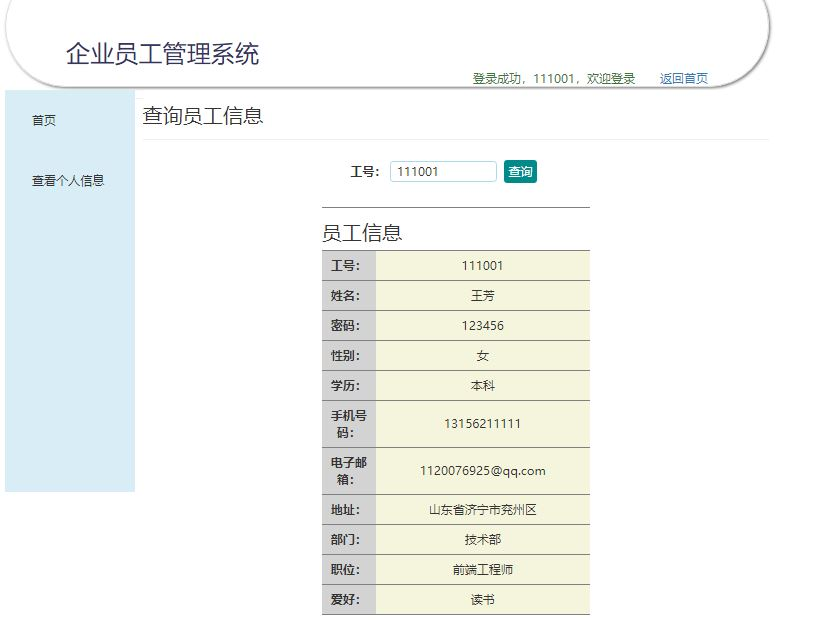 企业员工管理系统
登录成功，111001，欢迎登录 返回首页
首页
查看个人信息
查询员工信息
工号： 111001 查询
员工信息
工号： 111001
姓名： 王芳
密码： 123456
性别： 女
学历： 本科
手机号
码： 13156211111
电子邮
箱： 1120076925@qq.com
地址： 山东省济宁市兖州区
部门： 技术部
职位： 前端工程师
爱好： 读书